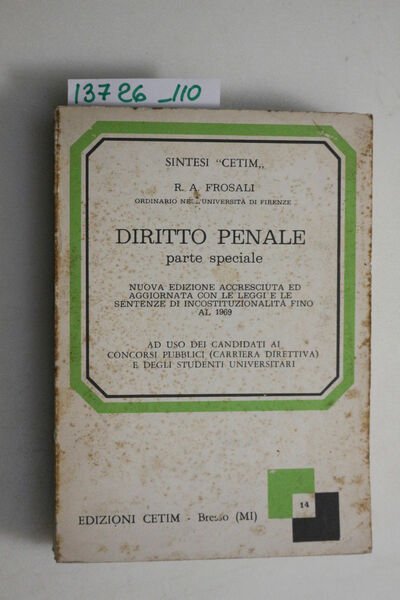 13726_110
SINTESI "CETIM„
R. A. FROSALI
ORDINARIO NELL'UNIVERSITÀ DI FIRENZE
DIRITTO PENALE
parte speciale
NUOVA EDIZIONE ACCRESCIUTA ED
AGGIORNATA CON LE LEGGI E LE
SENTENZE DI INCOSTITUZIONALITÀ FINO
AL 1969
AD USO DEI CANDIDATI AI
CONCORSI PUBBLICI (CARRIERA DIRETTIVA)
E DEGLI STUDENTI UNIVERSITARI
14
EDIZIONI CETIM - Bresso (MI)